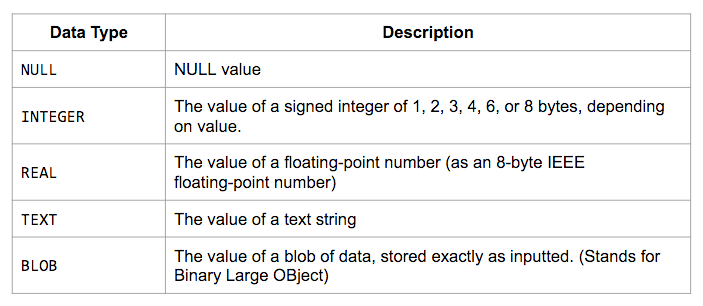 Data Type Description
NULL NULL value
INTEGER The value of a signed integer of 1, 2, 3, 4, 6, or 8 bytes, depending
on value.
REAL The value of a floating-point number (as an 8-byte IEEE
floating-point number)
TEXT The value of a text string
BLOB The value of a blob of data, stored exactly as inputted. (Stands for
Binary Large OBject)